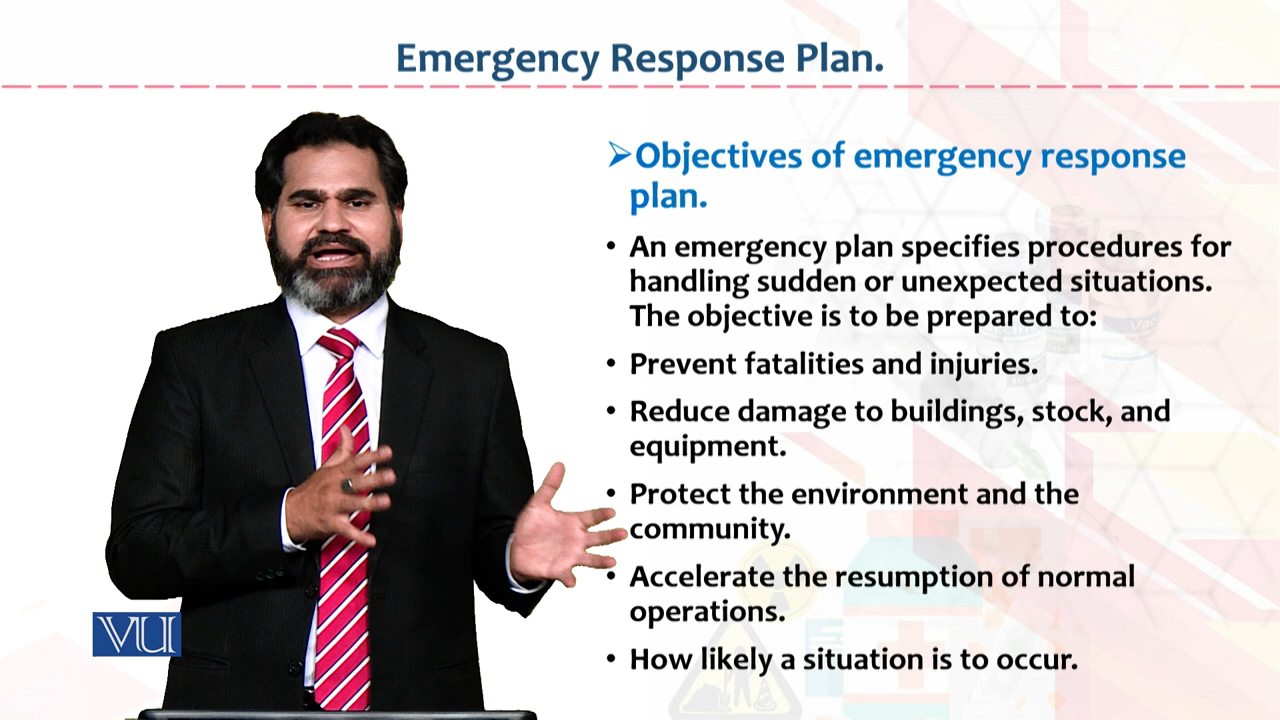 Emergency Response Plan.
➢Objectives of emergency response
plan.
• An emergency plan specifies procedures for
handling sudden or unexpected situations.
The objective is to be prepared to:
• Prevent fatalities and injuries.
• Reduce damage to buildings, stock, and
equipment.
• Protect the environment and the
community.
• Accelerate the resumption of normal
operations.
• How likely a situation is to occur.
VU